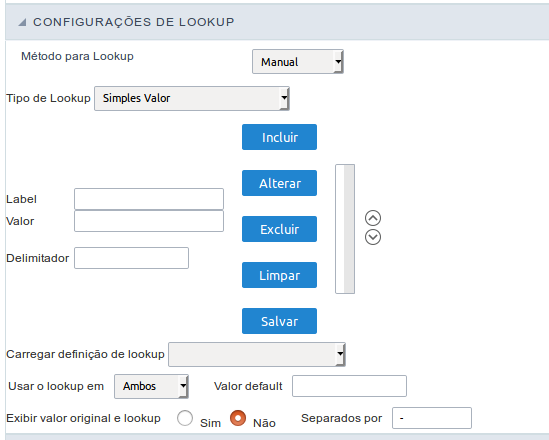 CONFIGURAÇÕES DE LOOKUP
Método para Lookup Manual
Tipo de Lookup Simples Valor
Incluir
Alterar
Label
Valor
Excluir
Delimitador
Limpar
Salvar
Carregar definição de lookup
Usar o lookup em Ambos Valor default
Exibir valor original e lookup Sim Não Separados por -